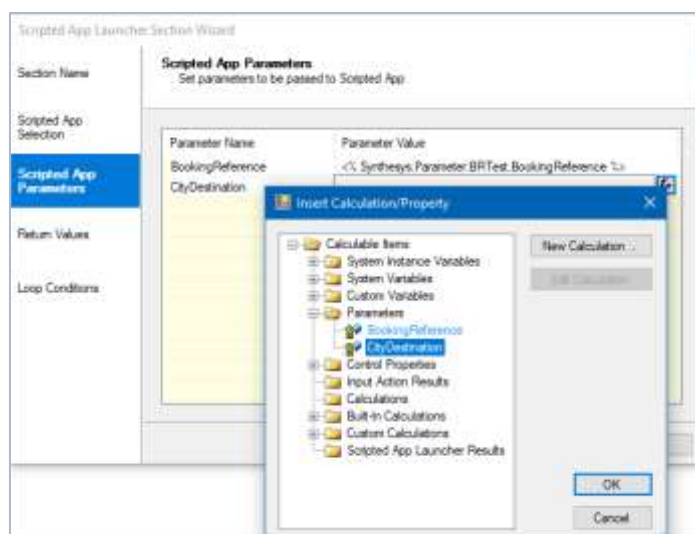 Scripted App Launcher Section Wizard
Section Name
Scripted App Parameters
Set parameters to be passed to Scripted App
Scripted App
Selection
Scripted App
Parameters
Return Values
Loop Conditions
Parameter Name Parameter Value
BookingReference <% Synthesys.Parameter.BRTest.BookingReference %>
CityDestination
Insert Calculation/Property
Calculable Items
System Instance Variables
System Variables
Custom Variables
Parameters
BookingReference
CityDestination
Control Properties
Input Action Results
Calculations
Built-in Calculations
Custom Calculations
Scripted App Launcher Results
New Calculation ...
Edit Calculation
OK
Cancel